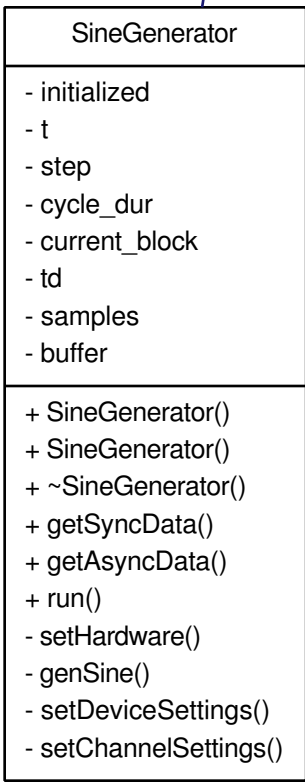 SineGenerator
- initialized
- t
- step
- cycle_dur
- current_block
- td
- samples
- buffer
+ SineGenerator()
+ SineGenerator()
+ ~SineGenerator()
+ getSyncData()
+ getAsyncData()
+ run()
- setHardware()
- genSine()
- setDeviceSettings()
- setChannelSettings()